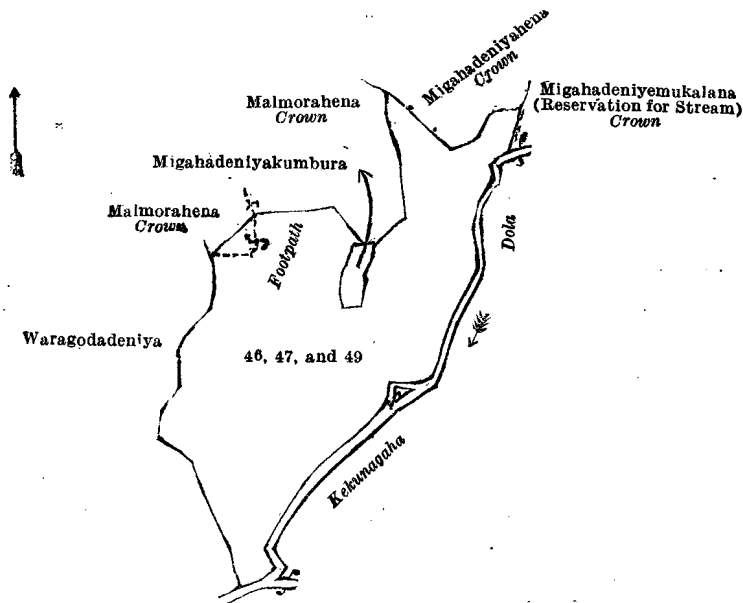 Migahadeniyahena
Crown
Malmorahena
Crown
Migahadeniyemukalana
(Reservation for Stream)
Crown
Migahadeniyakumbura
Malmorahena
Crown
Footpath
Dola
Waragodadeniya
46, 47, and 49
Kekunagaha